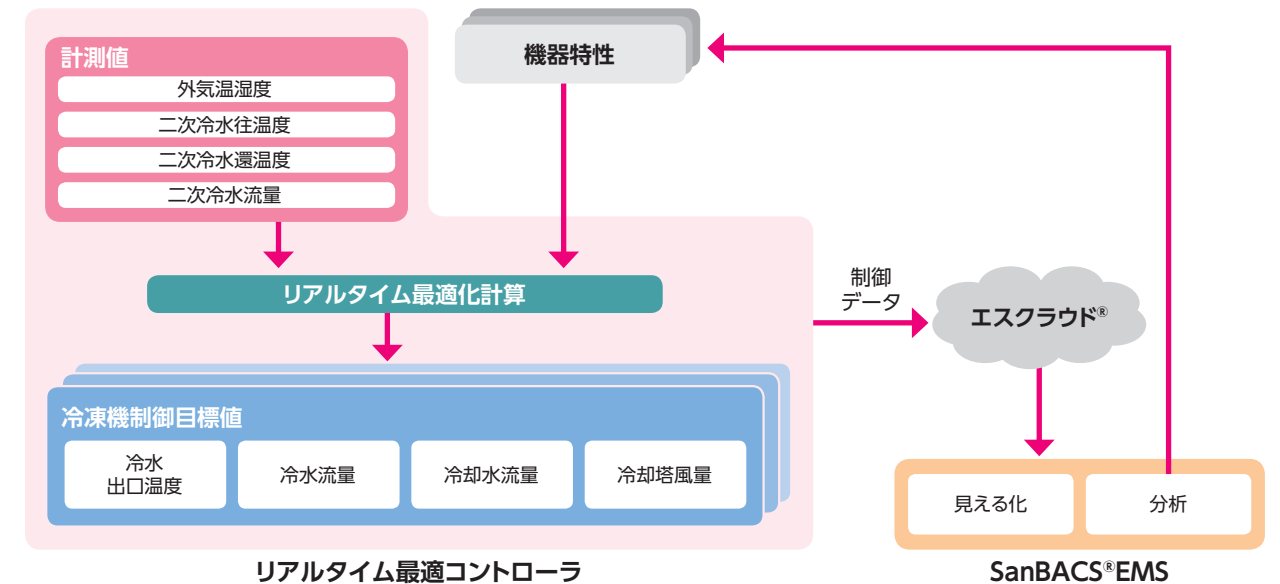 計測値
外気温湿度
二次冷水往温度
二次冷水還温度
二次冷水流量
機器特性
リアルタイム最適化計算
冷凍機制御目標値
冷水
出口温度
冷水流量
冷却水流量
冷却塔風量
リアルタイム最適コントローラ
制御
データ
エスクラウド®
見える化
分析
SanBACS®EMS